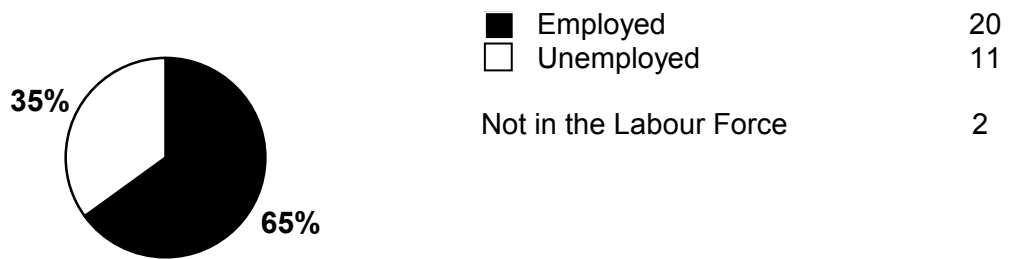 Employed 20
Unemployed 11
35%
Not in the Labour Force 2
65%